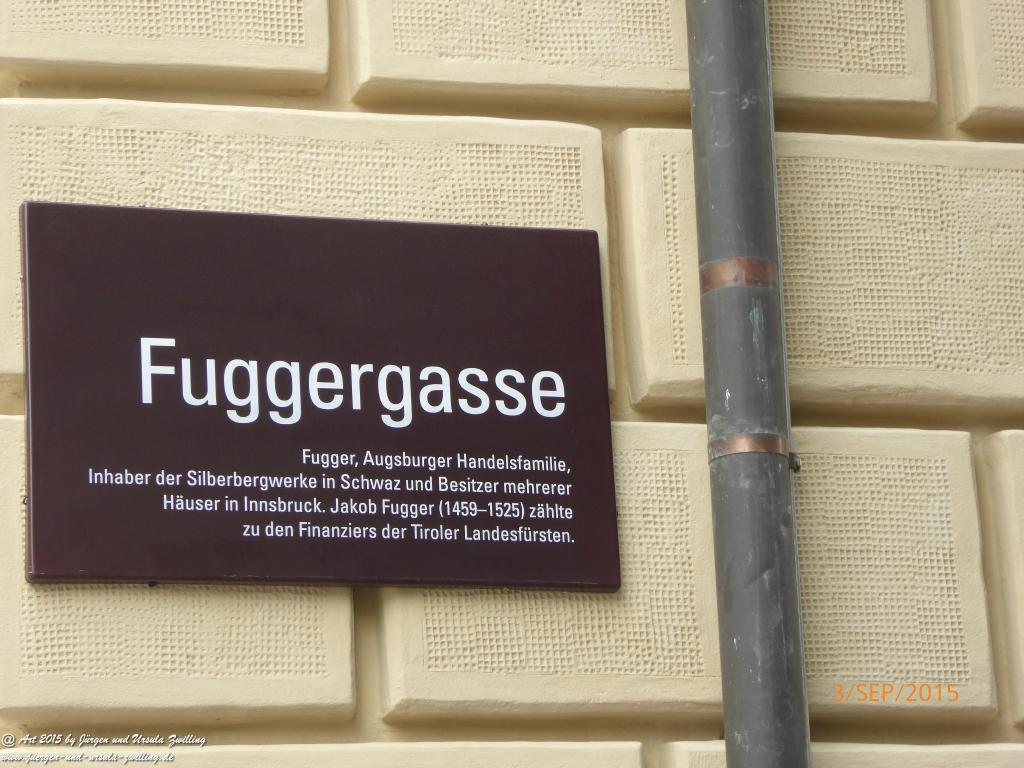 Fuggergasse
Fugger, Augsburger Handelsfamilie,
Inhaber der Silberbergwerke in Schwaz und Besitzer mehrerer
Häuser in Innsbruck. Jakob Fugger (1459–1525) zählte
zu den Finanziers der Tiroler Landesfürsten.
3/SEP/2015
@ Art 2015 by Jürgen und Ursula Zwilling
www.juergen-und-ursula-zwilling.de